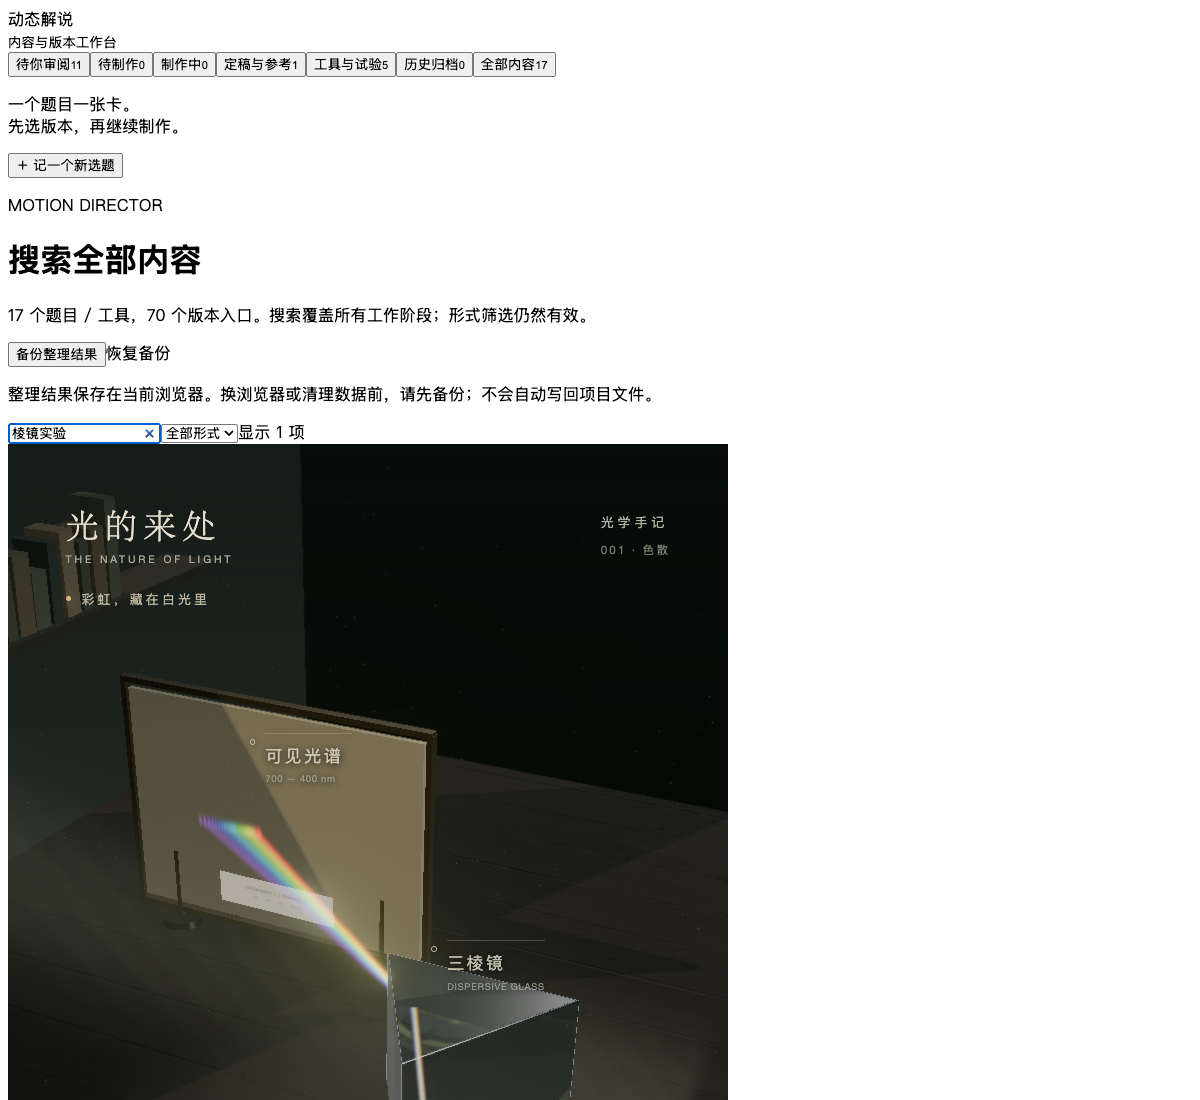 动态解说
内容与版本工作台
待你审阅11 待制作0 制作中0 定稿与参考1 工具与试验5 历史归档0 全部内容17
一个题目一张卡。
先选版本，再继续制作。
＋ 记一个新选题
MOTION DIRECTOR
搜索全部内容
17 个题目 / 工具，70 个版本入口。搜索覆盖所有工作阶段；形式筛选仍然有效。
备份整理结果 恢复备份
整理结果保存在当前浏览器。换浏览器或清理数据前，请先备份；不会自动写回项目文件。
棱镜实验 全部形式 显示 1 项
光的来处
THE NATURE OF LIGHT
彩虹，藏在白光里
光学手记
001 · 色散
可见光谱
700 — 400 nm
三棱镜
DISPERSIVE GLASS